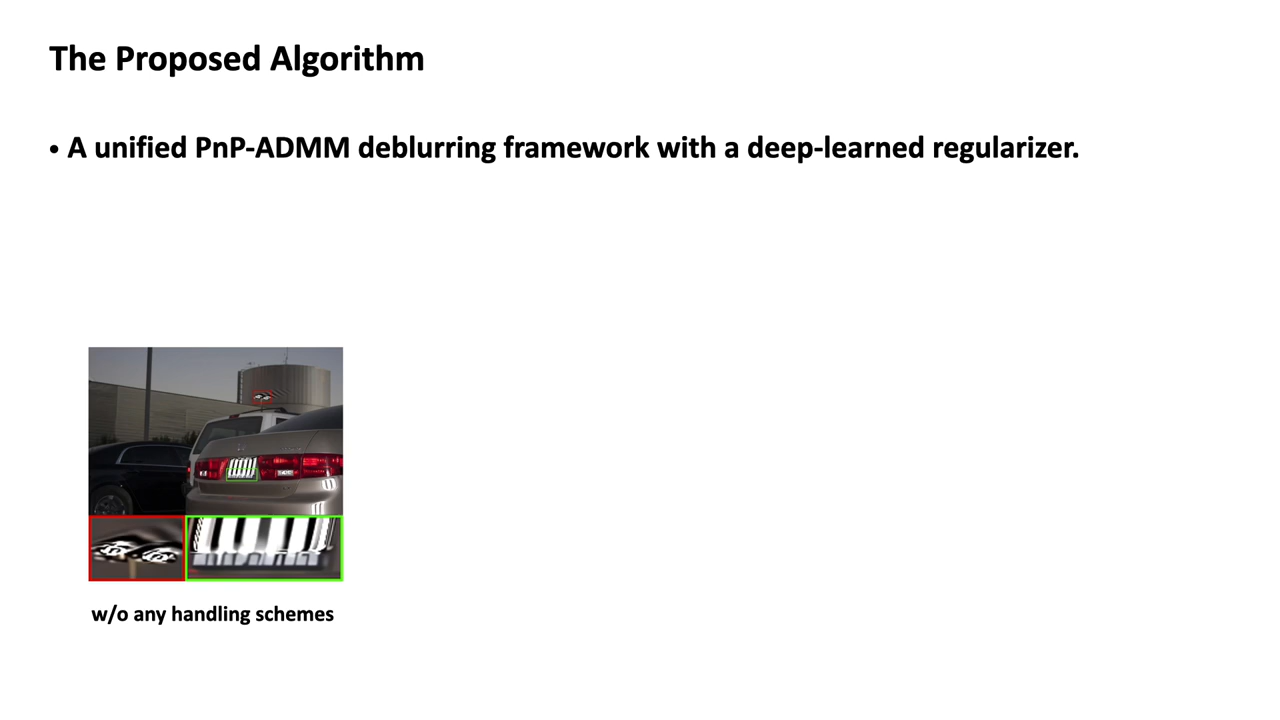 The Proposed Algorithm
• A unified PnP-ADMM deblurring framework with a deep-learned regularizer.
w/o any handling schemes